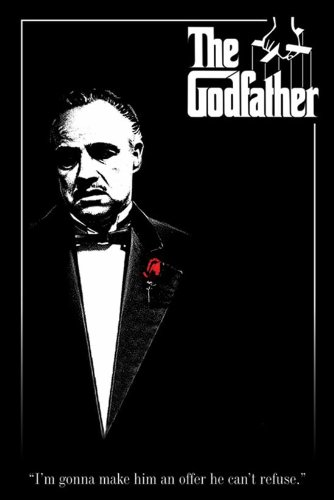 The
Godfather
“I’m gonna make him an offer he can’t refuse.”